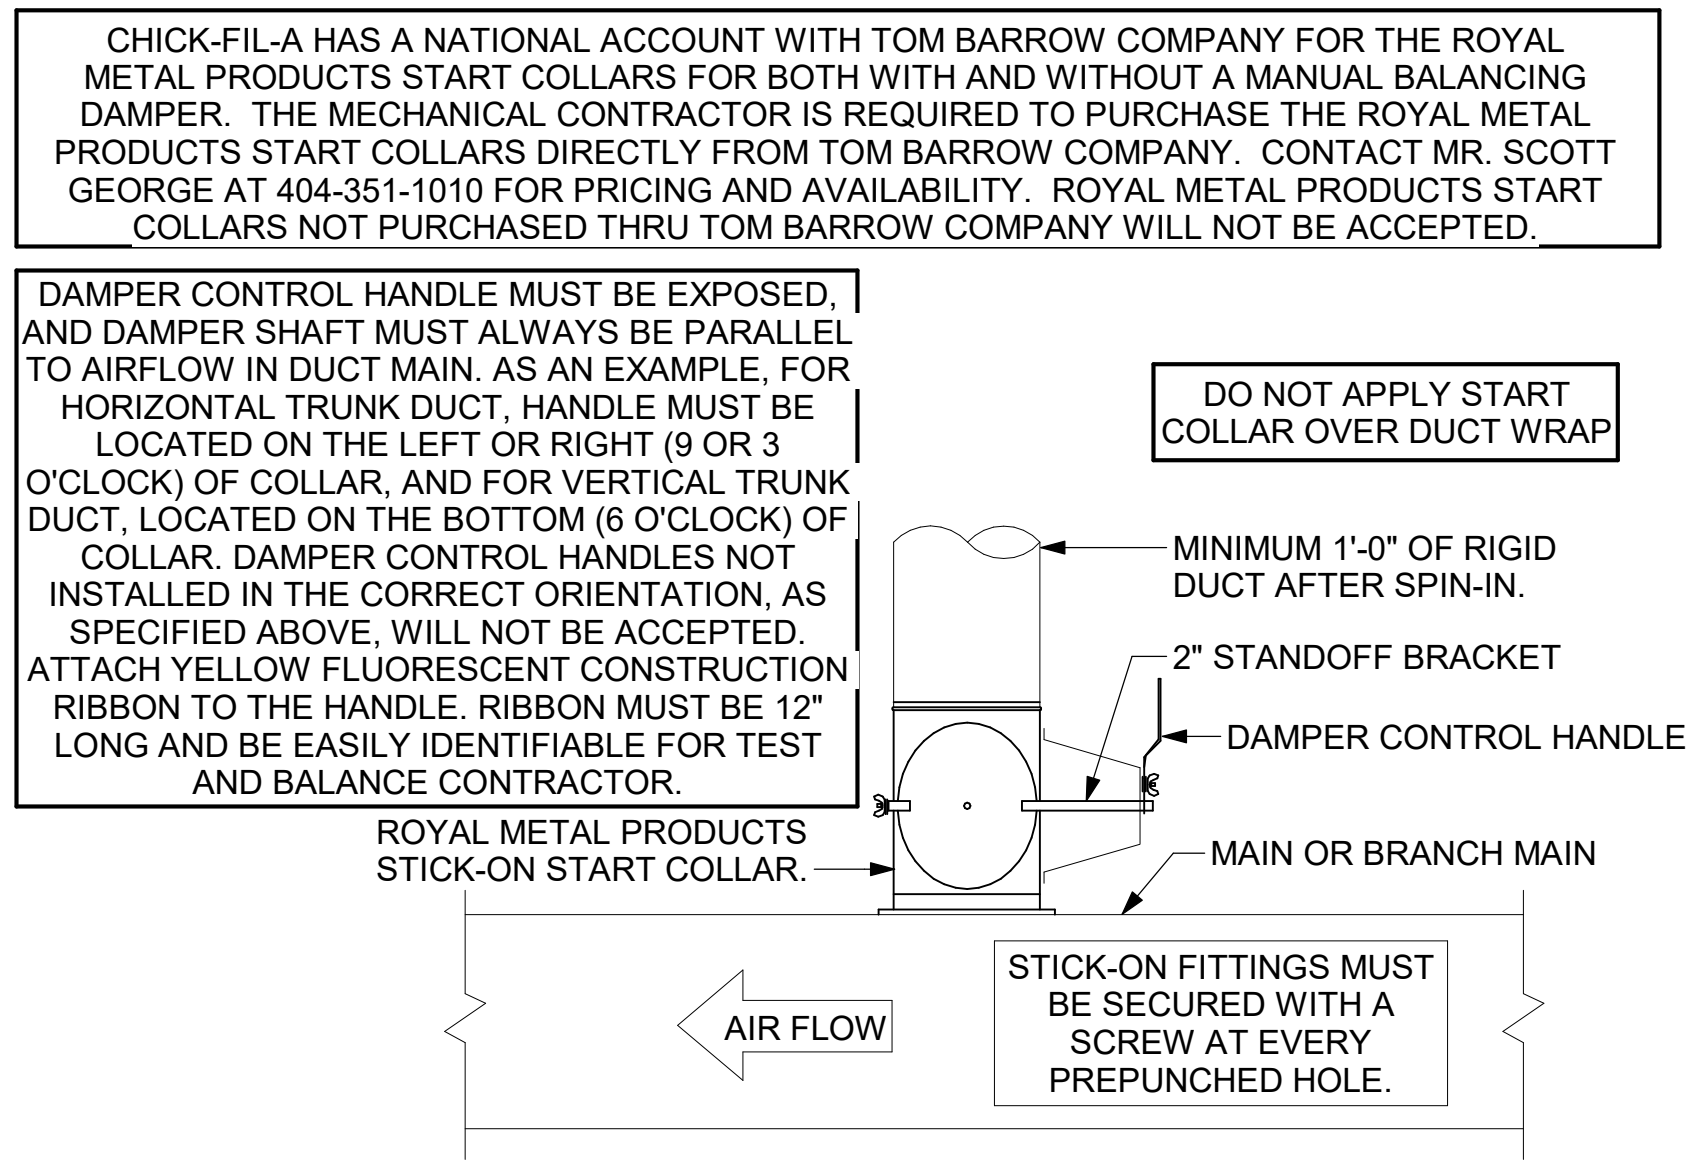 CHICK-FIL-A HAS A NATIONAL ACCOUNT WITH TOM BARROW COMPANY FOR THE ROYAL
METAL PRODUCTS START COLLARS FOR BOTH WITH AND WITHOUT A MANUAL BALANCING
DAMPER. THE MECHANICAL CONTRACTOR IS REQUIRED TO PURCHASE THE ROYAL METAL
PRODUCTS START COLLARS DIRECTLY FROM TOM BARROW COMPANY. CONTACT MR. SCOTT
GEORGE AT 404-351-1010 FOR PRICING AND AVAILABILITY. ROYAL METAL PRODUCTS START
COLLARS NOT PURCHASED THRU TOM BARROW COMPANY WILL NOT BE ACCEPTED.
DAMPER CONTROL HANDLE MUST BE EXPOSED,
AND DAMPER SHAFT MUST ALWAYS BE PARALLEL
TO AIRFLOW IN DUCT MAIN. AS AN EXAMPLE, FOR
HORIZONTAL TRUNK DUCT, HANDLE MUST BE
LOCATED ON THE LEFT OR RIGHT (9 OR 3
O'CLOCK) OF COLLAR, AND FOR VERTICAL TRUNK
DUCT, LOCATED ON THE BOTTOM (6 O'CLOCK) OF
COLLAR. DAMPER CONTROL HANDLES NOT
INSTALLED IN THE CORRECT ORIENTATION, AS
SPECIFIED ABOVE, WILL NOT BE ACCEPTED.
ATTACH YELLOW FLUORESCENT CONSTRUCTION
RIBBON TO THE HANDLE. RIBBON MUST BE 12"
LONG AND BE EASILY IDENTIFIABLE FOR TEST
AND BALANCE CONTRACTOR.
DO NOT APPLY START
COLLAR OVER DUCT WRAP
MINIMUM 1'-0" OF RIGID
DUCT AFTER SPIN-IN.
2" STANDOFF BRACKET
DAMPER CONTROL HANDLE
ROYAL METAL PRODUCTS
STICK-ON START COLLAR.
MAIN OR BRANCH MAIN
AIR FLOW
STICK-ON FITTINGS MUST
BE SECURED WITH A
SCREW AT EVERY
PREPUNCHED HOLE.